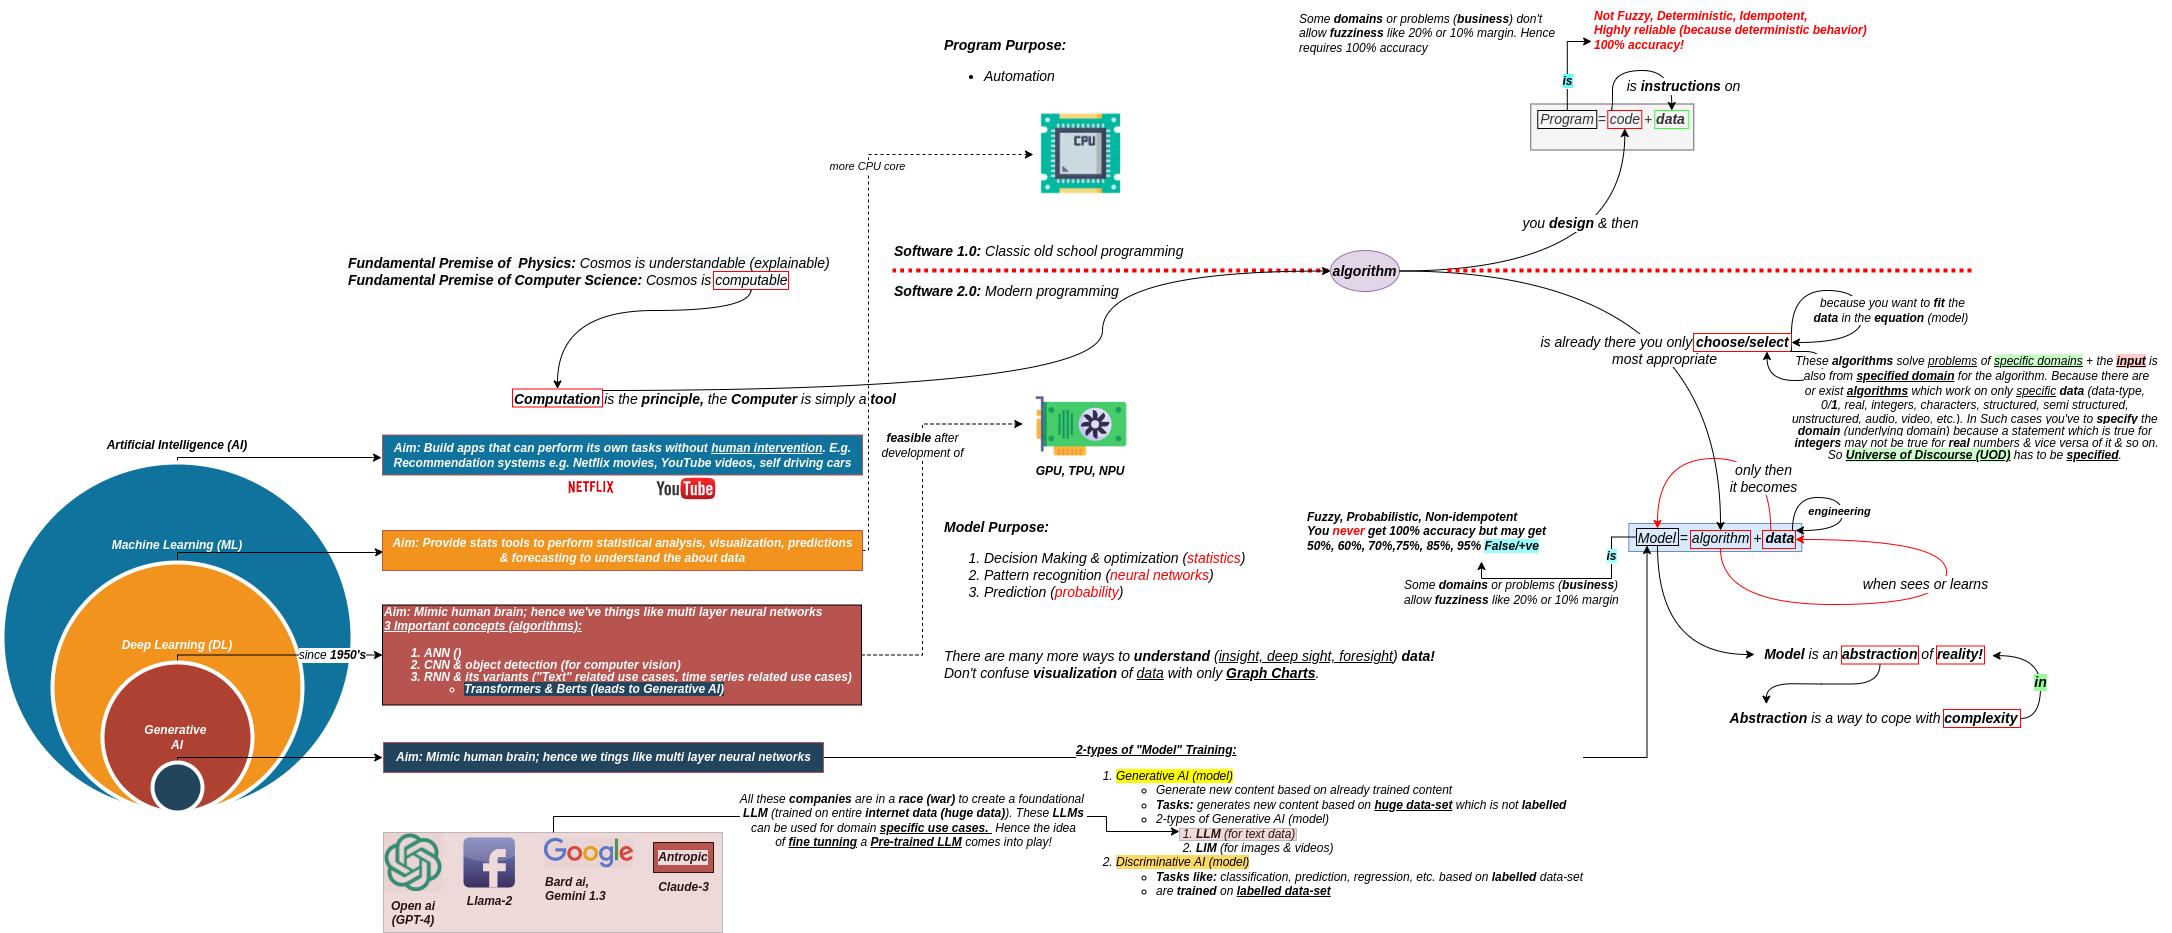 Some domains or problems (business) don't
allow fuzziness like 20% or 10% margin. Hence
requires 100% accuracy
Not Fuzzy, Deterministic, Idempotent,
Highly reliable (because deterministic behavior)
100% accuracy!
Program Purpose:
• Automation
is
is instructions on
Program = code + data
CPU
more CPU core
you design & then
Software 1.0: Classic old school programming
Fundamental Premise of Physics: Cosmos is understandable (explainable)
Fundamental Premise of Computer Science: Cosmos is computable
algorithm
Software 2.0: Modern programming
because you want to fit the
data in the equation (model)
is already there you only choose/select
most appropriate
These algorithms solve problems of specific domains + the input is
also from specified domain for the algorithm. Because there are
or exist algorithms which work on only specific data (data-type,
0/1, real, integers, characters, structured, semi structured,
unstructured, audio, video, etc.). In Such cases you've to specify the
domain (underlying domain) because a statement which is true for
integers may not be true for real numbers & vice versa of it & so on.
So Universe of Discourse (UOD) has to be specified.
Computation is the principle, the Computer is simply a tool
feasible after
development of
GPU, TPU, NPU
Artificial Intelligence (AI)
Aim: Build apps that can perform its own tasks without human intervention. E.g.
Recommendation systems e.g. Netflix movies, YouTube videos, self driving cars
NETFLIX
YouTube
only then
it becomes
engineering
Fuzzy, Probabilistic, Non-idempotent
You never get 100% accuracy but may get
50%, 60%, 70%,75%, 85%, 95% False/+ve
is
Model = algorithm + data
when sees or learns
Some domains or problems (business)
allow fuzziness like 20% or 10% margin
Model Purpose:
1. Decision Making & optimization (statistics)
2. Pattern recognition (neural networks)
3. Prediction (probability)
Machine Learning (ML)
Aim: Provide stats tools to perform statistical analysis, visualization, predictions
& forecasting to understand the about data
Deep Learning (DL)
since 1950's
Aim: Mimic human brain; hence we've things like multi layer neural networks
3 Important concepts (algorithms):
1. ANN ()
2. CNN & object detection (for computer vision)
3. RNN & its variants ("Text" related use cases, time series related use cases)
Transformers & Berts (leads to Generative AI)
There are many more ways to understand (insight, deep sight, foresight) data!
Don't confuse visualization of data with only Graph Charts.
Model is an abstraction of reality!
in
Abstraction is a way to cope with complexity
Generative
AI
Aim: Mimic human brain; hence we tings like multi layer neural networks
2-types of "Model" Training:
1. Generative AI (model)
Generate new content based on already trained content
Tasks: generates new content based on huge data-set which is not labelled
2-types of Generative AI (model)
1. LLM (for text data)
2. LIM (for images & videos)
2. Discriminative AI (model)
Tasks like: classification, prediction, regression, etc. based on labelled data-set
are trained on labelled data-set
All these companies are in a race (war) to create a foundational
LLM (trained on entire internet data (huge data)). These LLMs
can be used for domain specific use cases. Hence the idea
of fine tunning a Pre-trained LLM comes into play!
Open ai
(GPT-4)
f
Llama-2
Google
Bard ai,
Gemini 1.3
Antropic
Claude-3